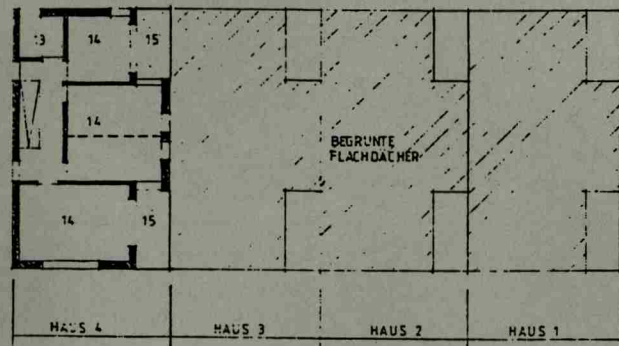 13 14 15
14
BEGRUNTE
FLACHDÄCHER
14 15
HAUS 4 HAUS 3 HAUS 2 HAUS 1